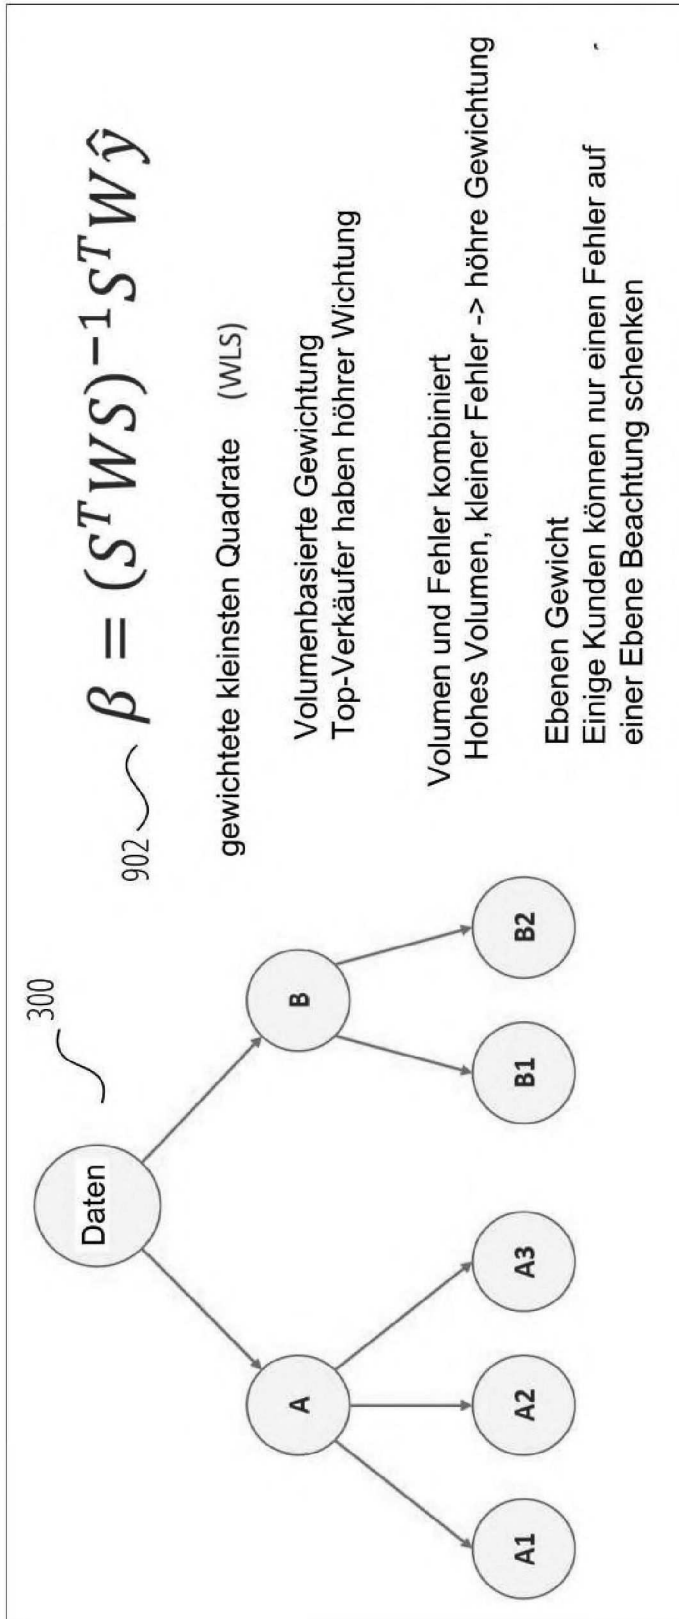 300
Daten
A
B
A1
A2
A3
B1
B2
902
β = (SᵀWS)⁻¹SᵀWŷ
gewichtete kleinsten Quadrate (WLS)
Volumenbasierte Gewichtung
Top-Verkäufer haben höhrer Wichtung
Volumen und Fehler kombiniert
Hohes Volumen, kleiner Fehler -> höhre Gewichtung
Ebenen Gewicht
Einige Kunden können nur einen Fehler auf
einer Ebene Beachtung schenken